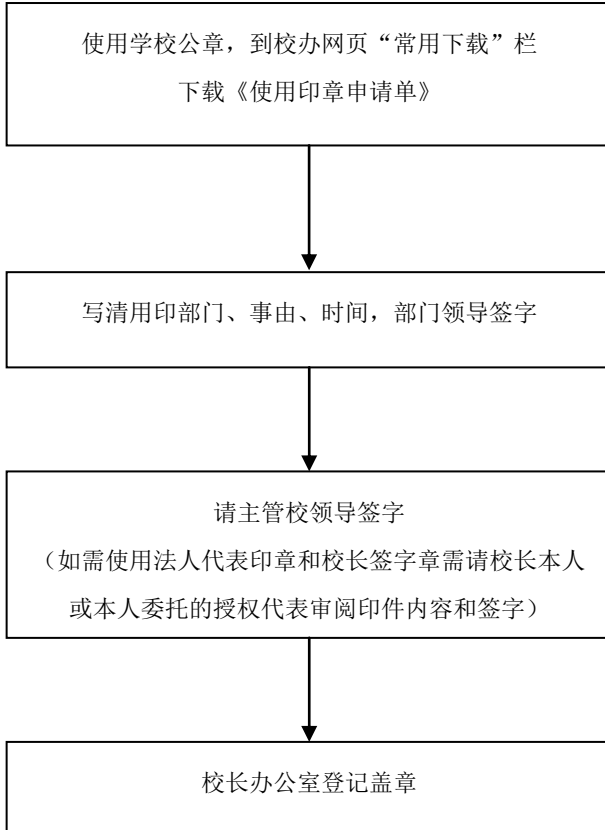 使用学校公章，到校办网页“常用下载”栏
下载《使用印章申请单》
写清用印部门、事由、时间，部门领导签字
请主管校领导签字
（如需使用法人代表印章和校长签字章需请校长本人
或本人委托的授权代表审阅印件内容和签字）
校长办公室登记盖章